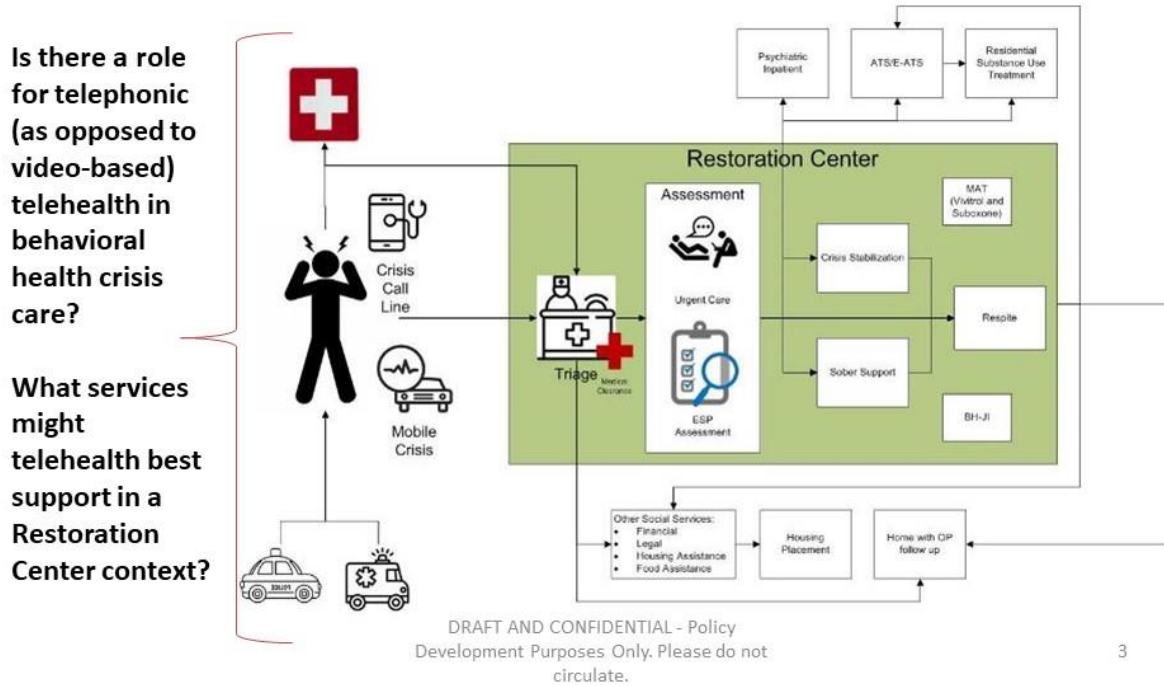 Is there a role
for telephonic
(as opposed to
video-based)
telehealth in
behavioral
health crisis
care?
What services
might
telehealth best
support in a
Restoration
Center context?
Crisis
Call
Line
Mobile
Crisis
POLICE
Psychiatric
Inpatient
ATS/E-ATS
Residential
Substance Use
Treatment
Restoration Center
Triage
Medical
Clearance
Assessment
Urgent Care
ESP
Assessment
Crisis Stabilization
Sober Support
MAT
(Vivitrol and
Suboxone)
Respite
BH-JI
Other Social Services:
• Financial
• Legal
• Housing Assistance
• Food Assistance
Housing
Placement
Home with OP
follow up
DRAFT AND CONFIDENTIAL - Policy
Development Purposes Only. Please do not
circulate.
3